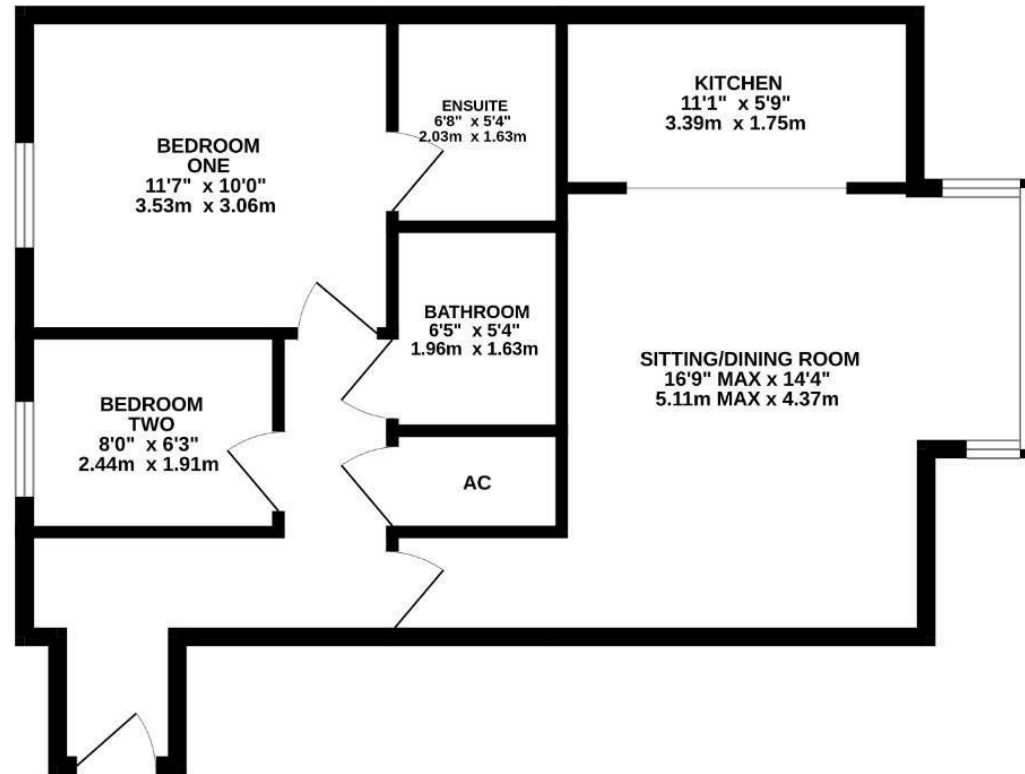 BEDROOM
ONE
11'7" x 10'0"
3.53m x 3.06m
ENSUITE
6'8" x 5'4"
2.03m x 1.63m
KITCHEN
11'1" x 5'9"
3.39m x 1.75m
BATHROOM
6'5" x 5'4"
1.96m x 1.63m
SITTING/DINING ROOM
16'9" MAX x 14'4"
5.11m MAX x 4.37m
BEDROOM
TWO
8'0" x 6'3"
2.44m x 1.91m
AC